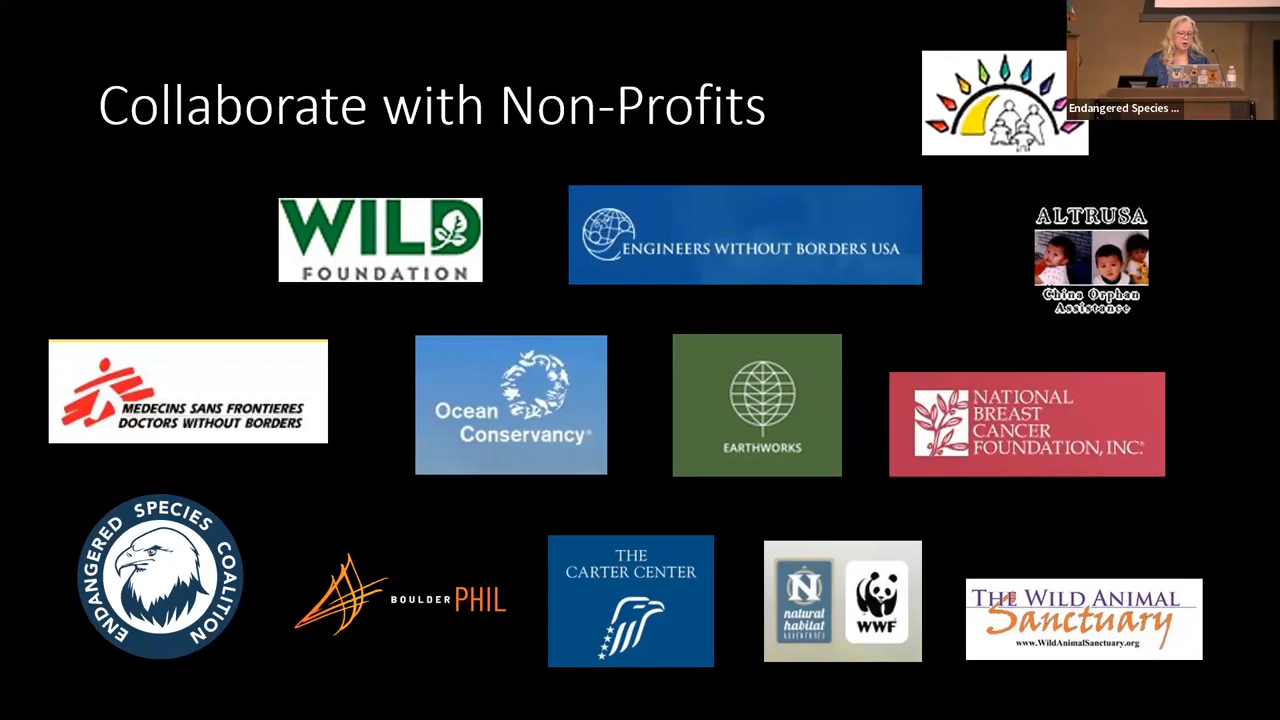 Collaborate with Non-Profits
Endangered Species ...
WILD
FOUNDATION
ENGINEERS WITHOUT BORDERS USA
ALTRUSA
China Orphan
Assistance
MEDECINS SANS FRONTIERES
DOCTORS WITHOUT BORDERS
Ocean
Conservancy
EARTHWORKS
NATIONAL
BREAST
CANCER
FOUNDATION, INC.
ENDANGERED SPECIES COALITION
BOULDER PHIL
THE
CARTER CENTER
N
natural
habitat
ADVENTURES
WWF
THE WILD ANIMAL
Sanctuary
www.WildAnimalSanctuary.org